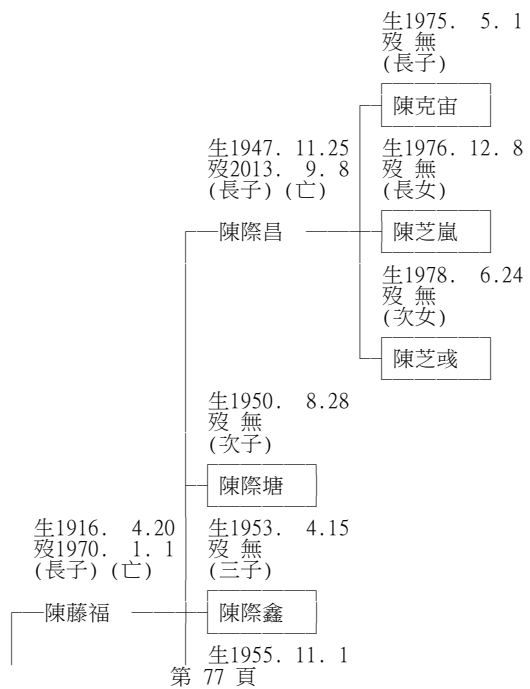 生1975. 5. 1
歿 無
(長子)
陳克宙
生1947. 11.25
歿2013. 9. 8
(長子)(亡)
生1976. 12. 8
歿 無
(長女)
陳際昌
陳芝嵐
生1978. 6.24
歿 無
(次女)
陳芝彧
生1950. 8.28
歿 無
(次子)
陳際塘
生1916. 4.20
歿1970. 1. 1
(長子)(亡)
生1953. 4.15
歿 無
(三子)
陳藤福
陳際鑫
生1955. 11. 1
第 77 頁